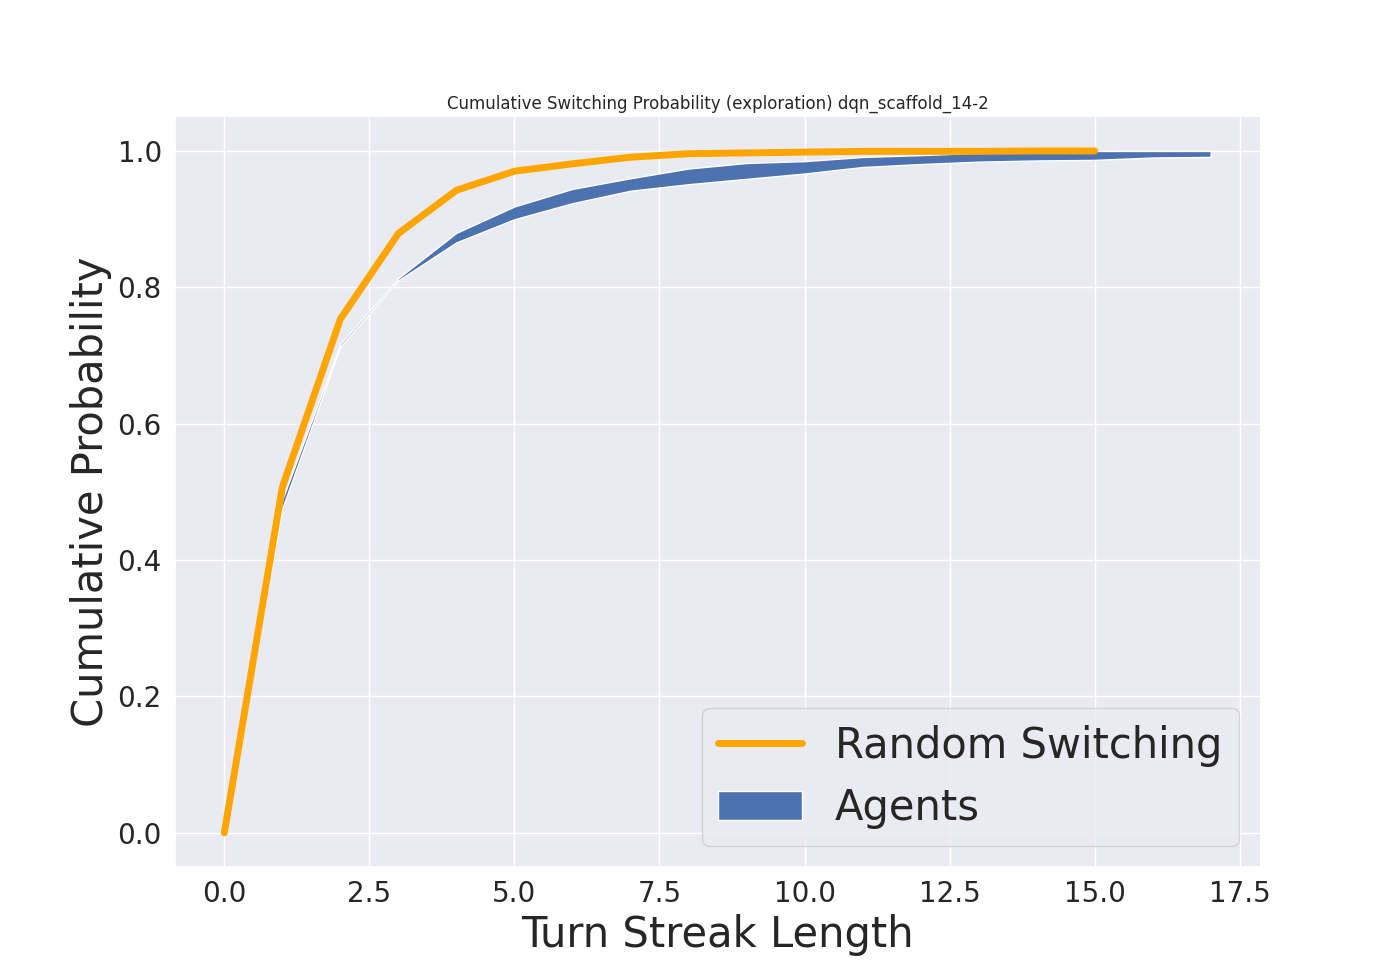 Cumulative Switching Probability (exploration) dqn_scaffold_14-2
Cumulative Probability
1.0
0.8
0.6
0.4
0.2
0.0
Random Switching
Agents
0.0 2.5 5.0 7.5 10.0 12.5 15.0 17.5
Turn Streak Length